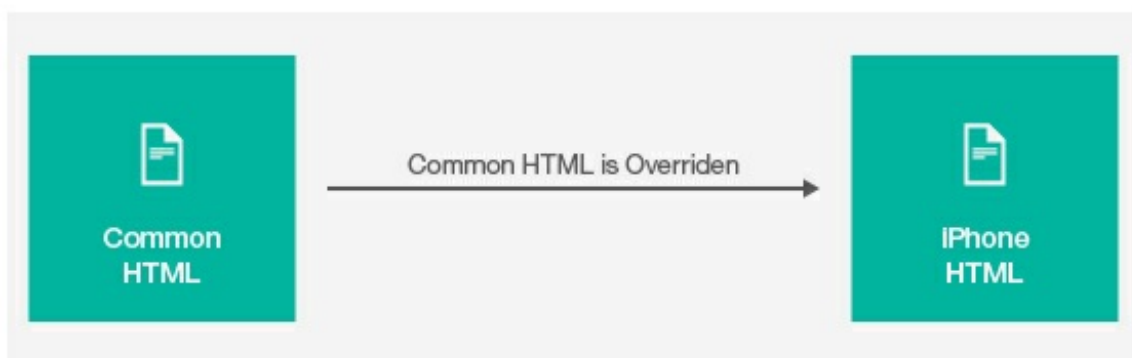 Common HTML is Overriden
Common
HTML
iPhone
HTML